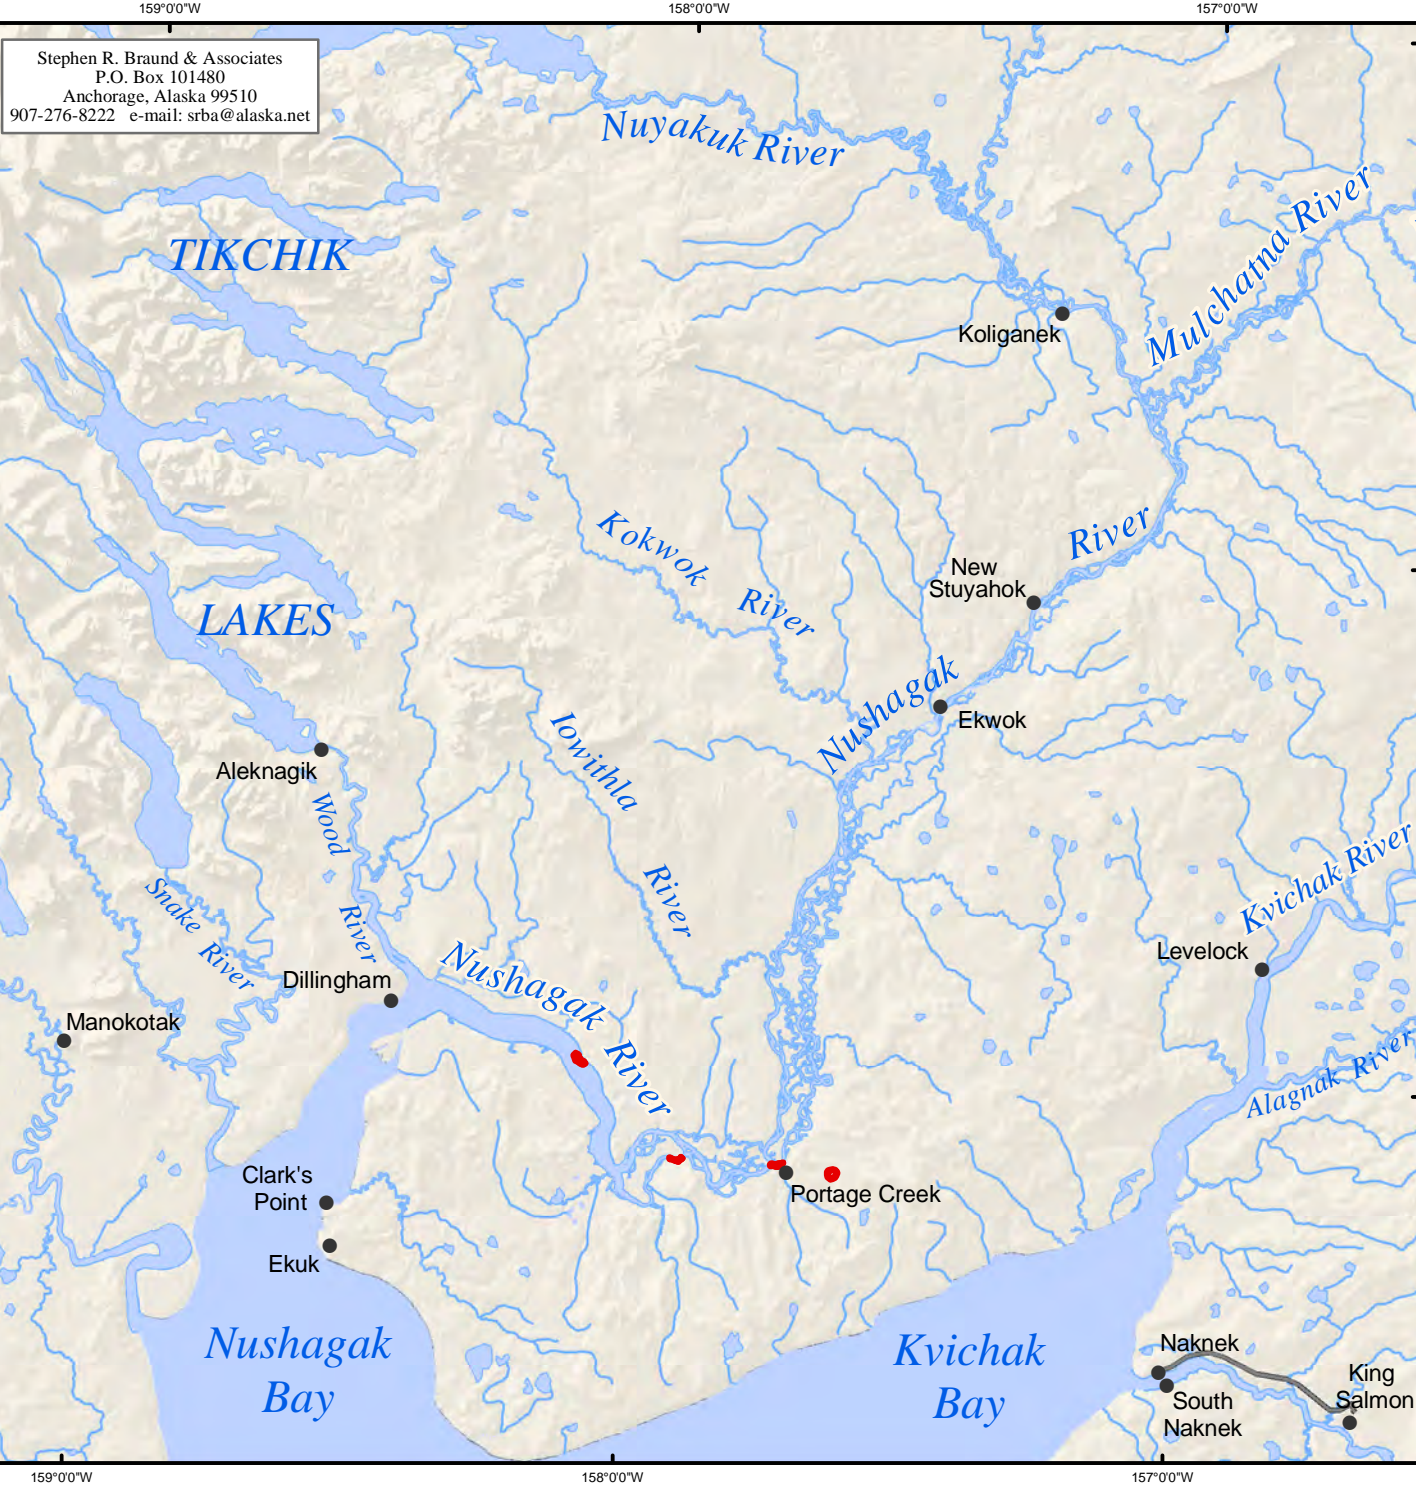 159°0'0"W
158°0'0"W
157°0'0"W
Stephen R. Braund & Associates
P.O. Box 101480
Anchorage, Alaska 99510
907-276-8222 e-mail: srba@alaska.net
Nuyakuk River
TIKCHIK
Mulchatna River
Koliganek
Kokwok River
River
New
Stuyahok
LAKES
Nushagak
Ekwok
Iowithla
River
Aleknagik
Wood
River
Snake River
Kvichak River
Levelock
Nushagak
River
Dillingham
Manokotak
Alagnak River
Clark's
Point
Portage Creek
Ekuk
Nushagak
Bay
Kvichak
Bay
Naknek
King
Salmon
South
Naknek
159°0'0"W
158°0'0"W
157°0'0"W